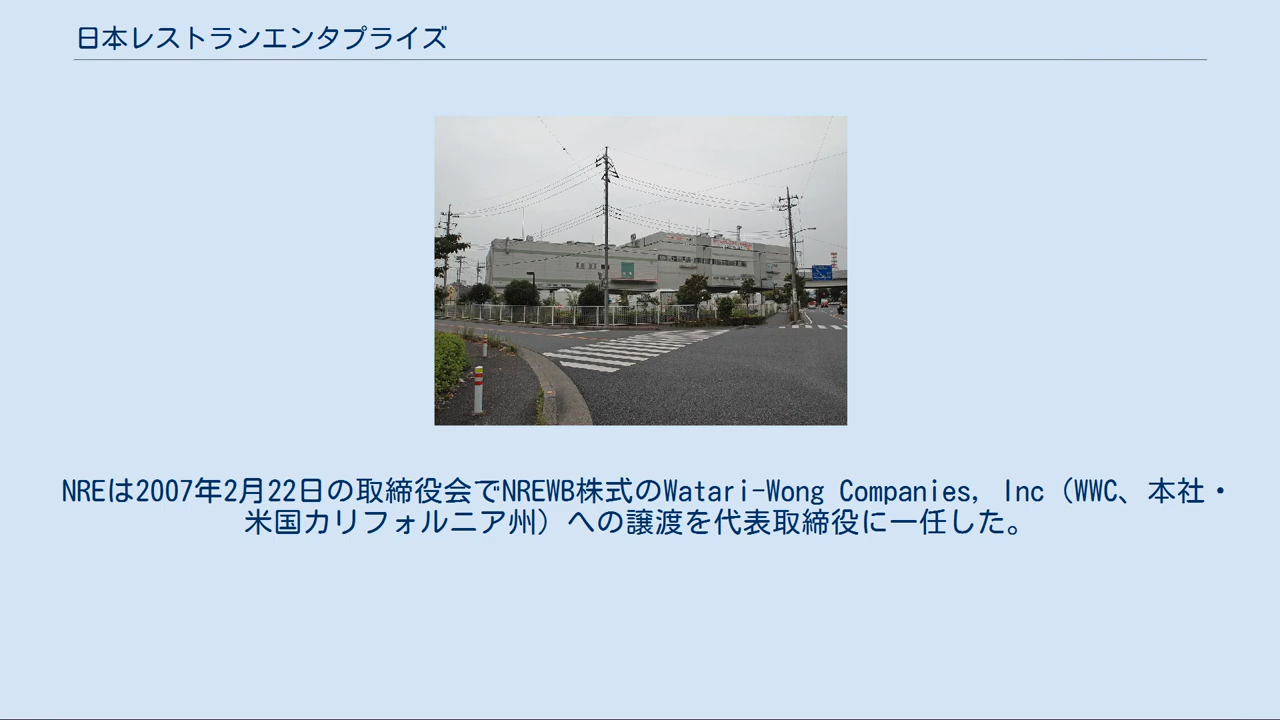 日本レストランエンタプライズ
NREは2007年2月22日の取締役会でNREWB株式のWatari-Wong Companies, Inc（WWC、本社・
米国カリフォルニア州）への譲渡を代表取締役に一任した。